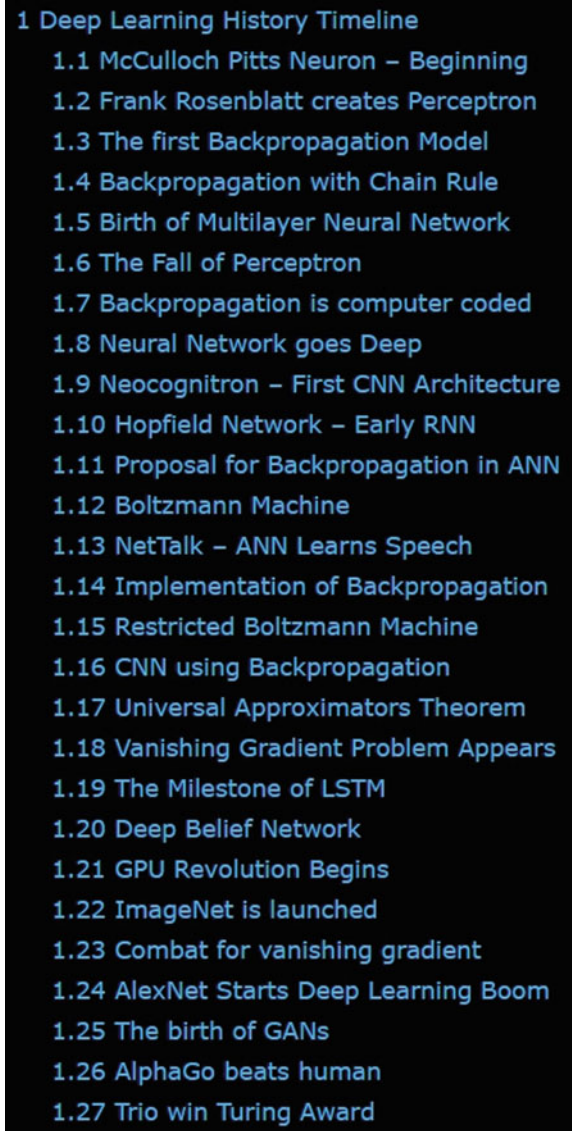 1 Deep Learning History Timeline
1.1 McCulloch Pitts Neuron – Beginning
1.2 Frank Rosenblatt creates Perceptron
1.3 The first Backpropagation Model
1.4 Backpropagation with Chain Rule
1.5 Birth of Multilayer Neural Network
1.6 The Fall of Perceptron
1.7 Backpropagation is computer coded
1.8 Neural Network goes Deep
1.9 Neocognitron – First CNN Architecture
1.10 Hopfield Network – Early RNN
1.11 Proposal for Backpropagation in ANN
1.12 Boltzmann Machine
1.13 NetTalk – ANN Learns Speech
1.14 Implementation of Backpropagation
1.15 Restricted Boltzmann Machine
1.16 CNN using Backpropagation
1.17 Universal Approximators Theorem
1.18 Vanishing Gradient Problem Appears
1.19 The Milestone of LSTM
1.20 Deep Belief Network
1.21 GPU Revolution Begins
1.22 ImageNet is launched
1.23 Combat for vanishing gradient
1.24 AlexNet Starts Deep Learning Boom
1.25 The birth of GANs
1.26 AlphaGo beats human
1.27 Trio win Turing Award